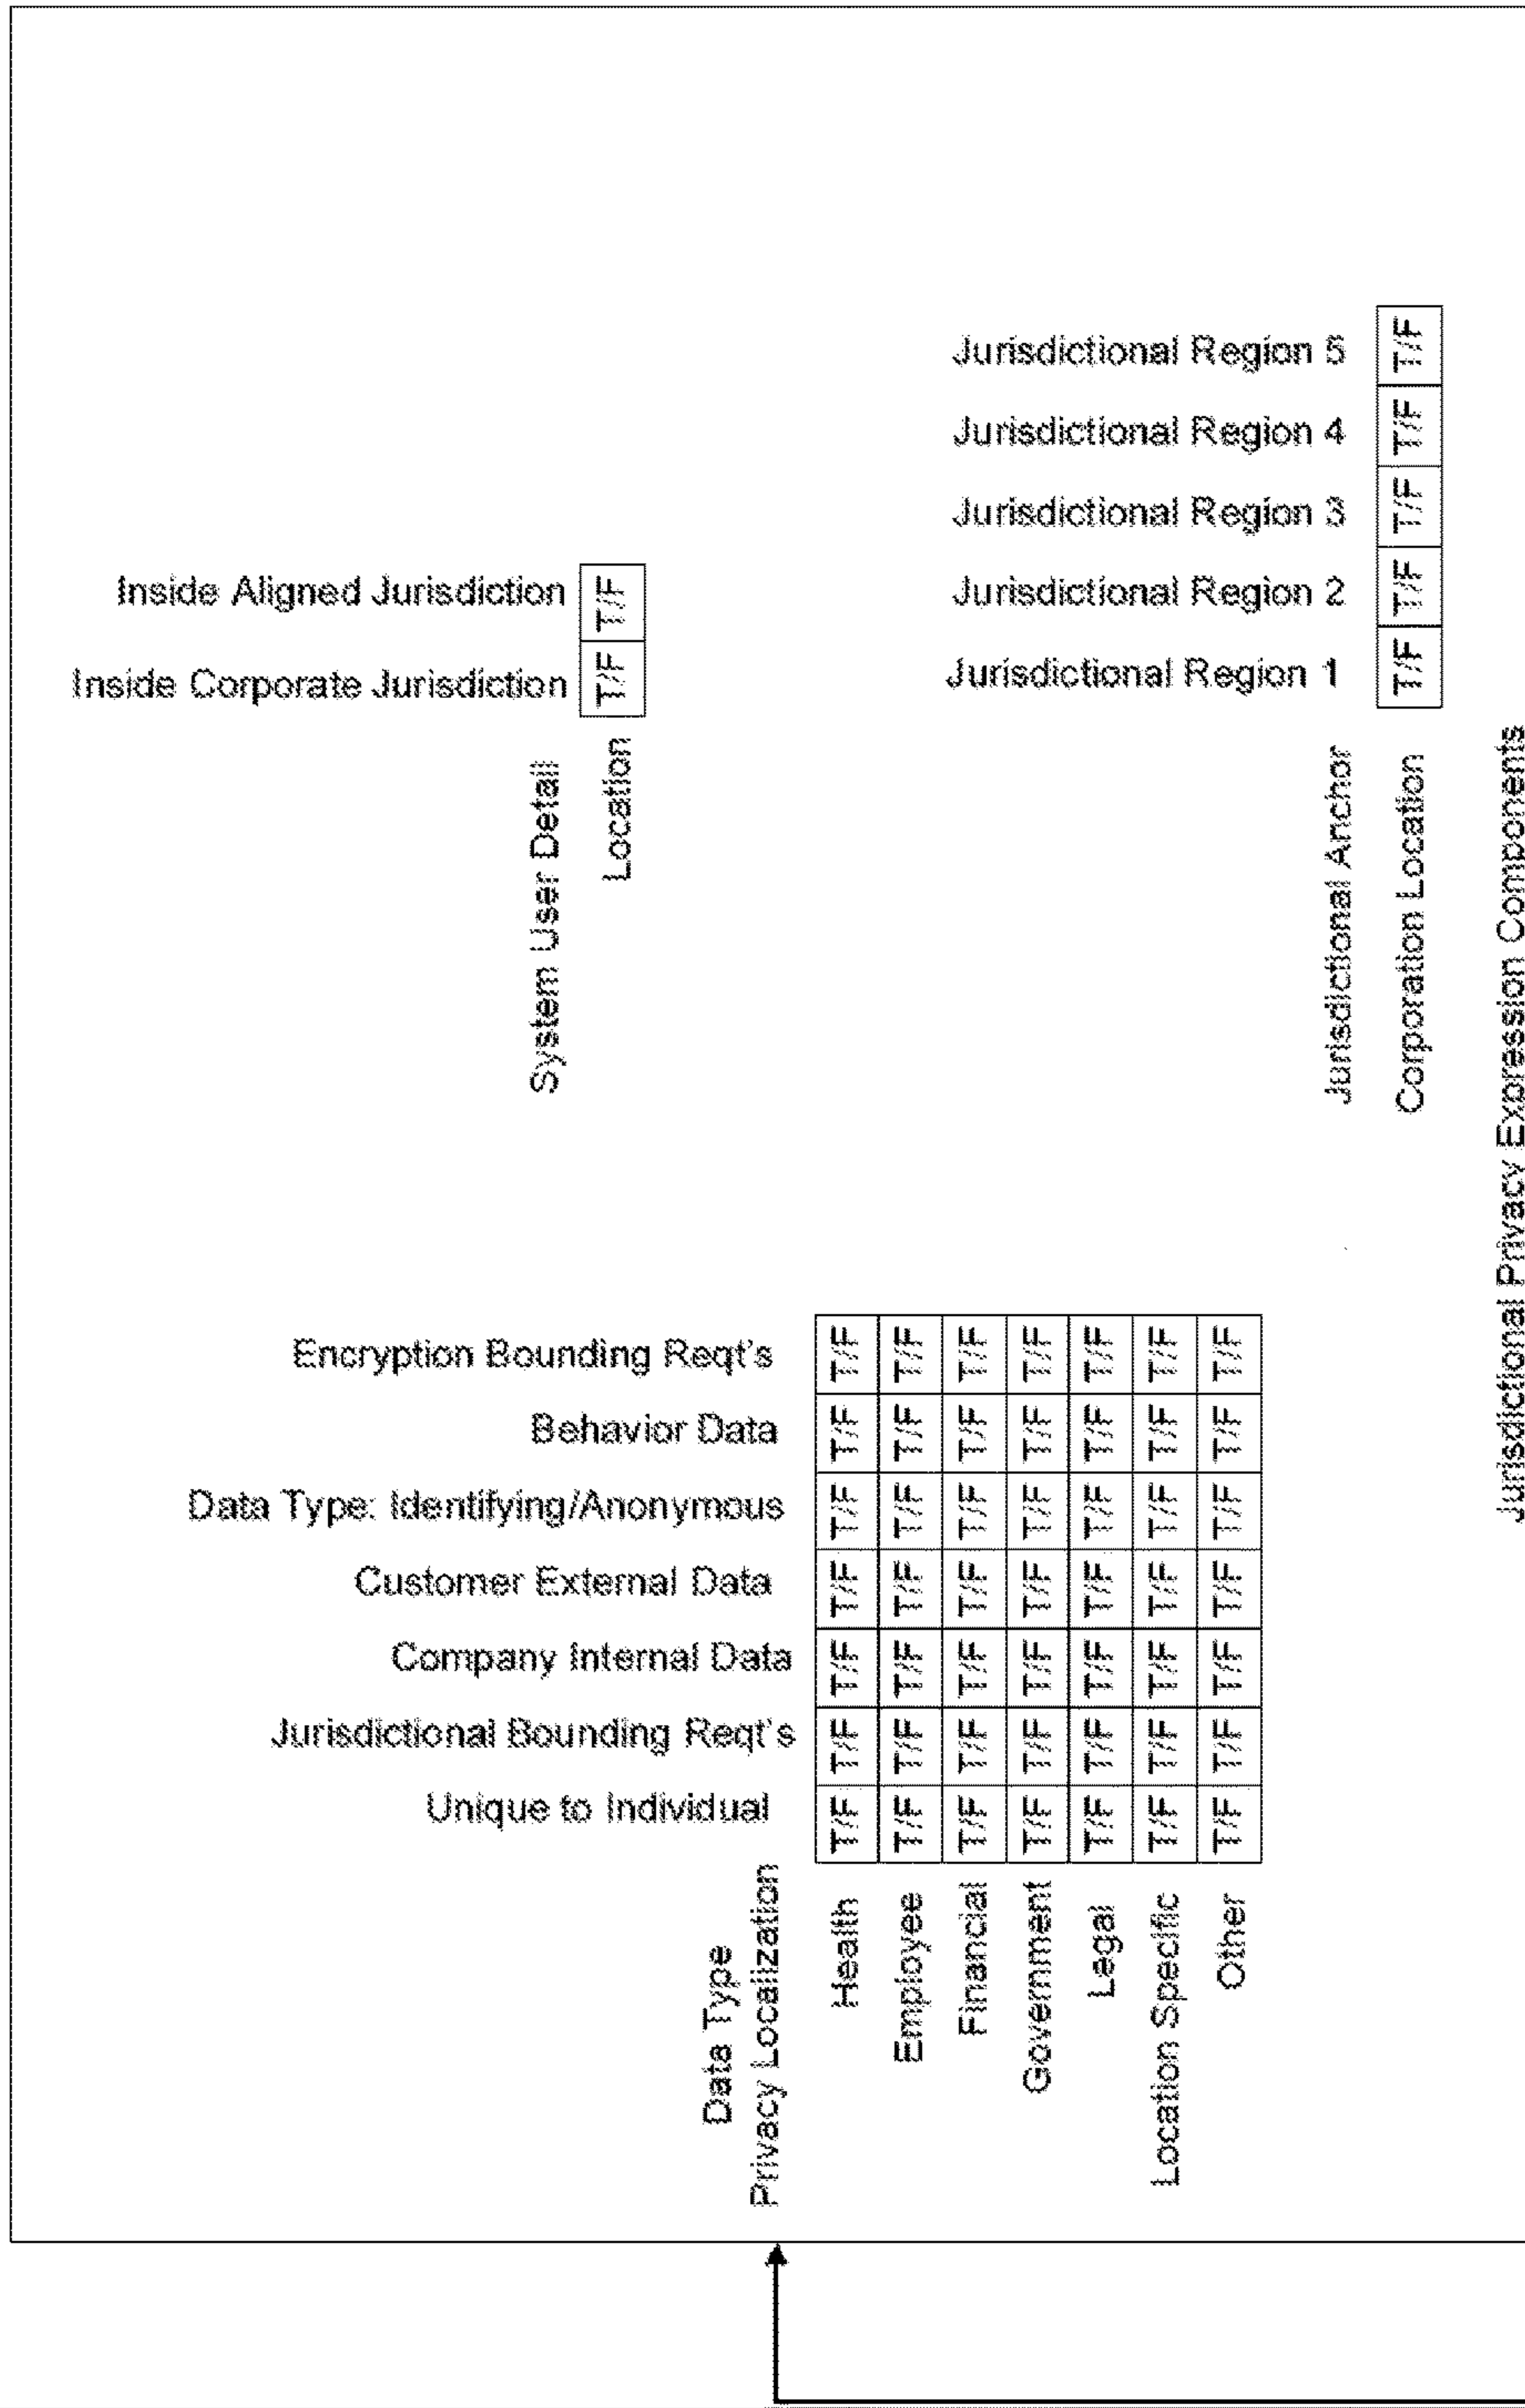 Inside Aligned Jurisdiction
Inside Corporate Jurisdiction
System User Detail
Location
T/F T/F
Jurisdictional Region 5
Jurisdictional Region 4
Jurisdictional Region 3
Jurisdictional Region 2
Jurisdictional Region 1
Jurisdictional Anchor
Corporation Location
T/F T/F T/F T/F T/F
Encryption Bounding Reqt's
Behavior Data
Data Type: Identifying/Anonymous
Customer External Data
Company Internal Data
Jurisdictional Bounding Reqt's
Unique to Individual
Data Type
Privacy Localization
Health T/F T/F T/F T/F T/F T/F T/F
Employee T/F T/F T/F T/F T/F T/F T/F
Financial T/F T/F T/F T/F T/F T/F T/F
Government T/F T/F T/F T/F T/F T/F T/F
Legal T/F T/F T/F T/F T/F T/F T/F
Location Specific T/F T/F T/F T/F T/F T/F T/F
Other T/F T/F T/F T/F T/F T/F T/F
Jurisdictional Privacy Expression Components